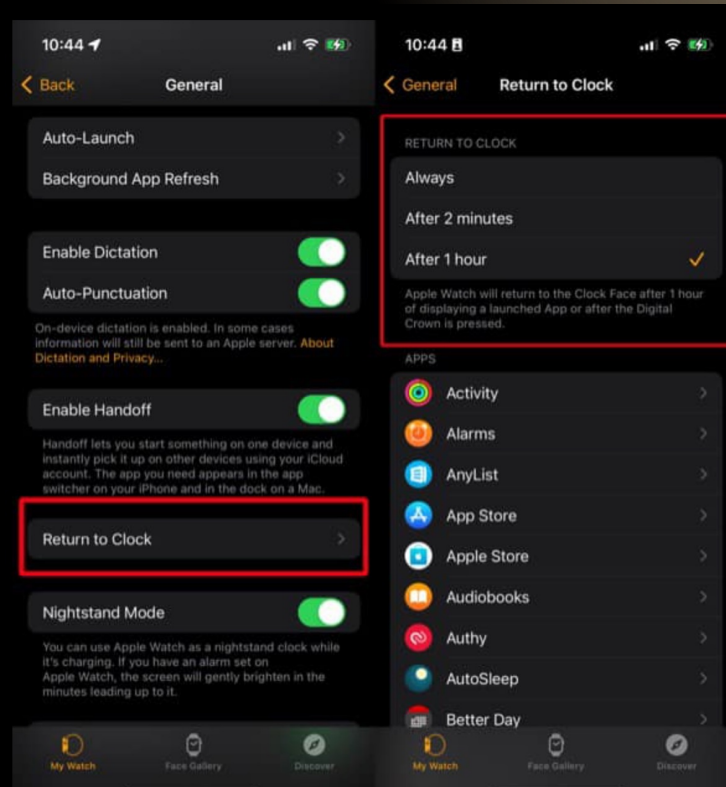 10:44
Back
General
Auto-Launch
Background App Refresh
Enable Dictation
Auto-Punctuation
On-device dictation is enabled. In some cases
information will still be sent to an Apple server. About
Dictation and Privacy...
Enable Handoff
Handoff lets you start something on one device and
instantly pick it up on other devices using your iCloud
account. The app you need appears in the app
switcher on your iPhone and in the dock on a Mac.
Return to Clock
Nightstand Mode
You can use Apple Watch as a nightstand clock while
it's charging. If you have an alarm set on
Apple Watch, the screen will gently brighten in the
minutes leading up to it.
My Watch
Face Gallery
Discover
10:44
General
Return to Clock
RETURN TO CLOCK
Always
After 2 minutes
After 1 hour
Apple Watch will return to the Clock Face after 1 hour
of displaying a launched App or after the Digital
Crown is pressed.
APPS
Activity
Alarms
AnyList
App Store
Apple Store
Audiobooks
Authy
AutoSleep
Better Day
My Watch
Face Gallery
Discover